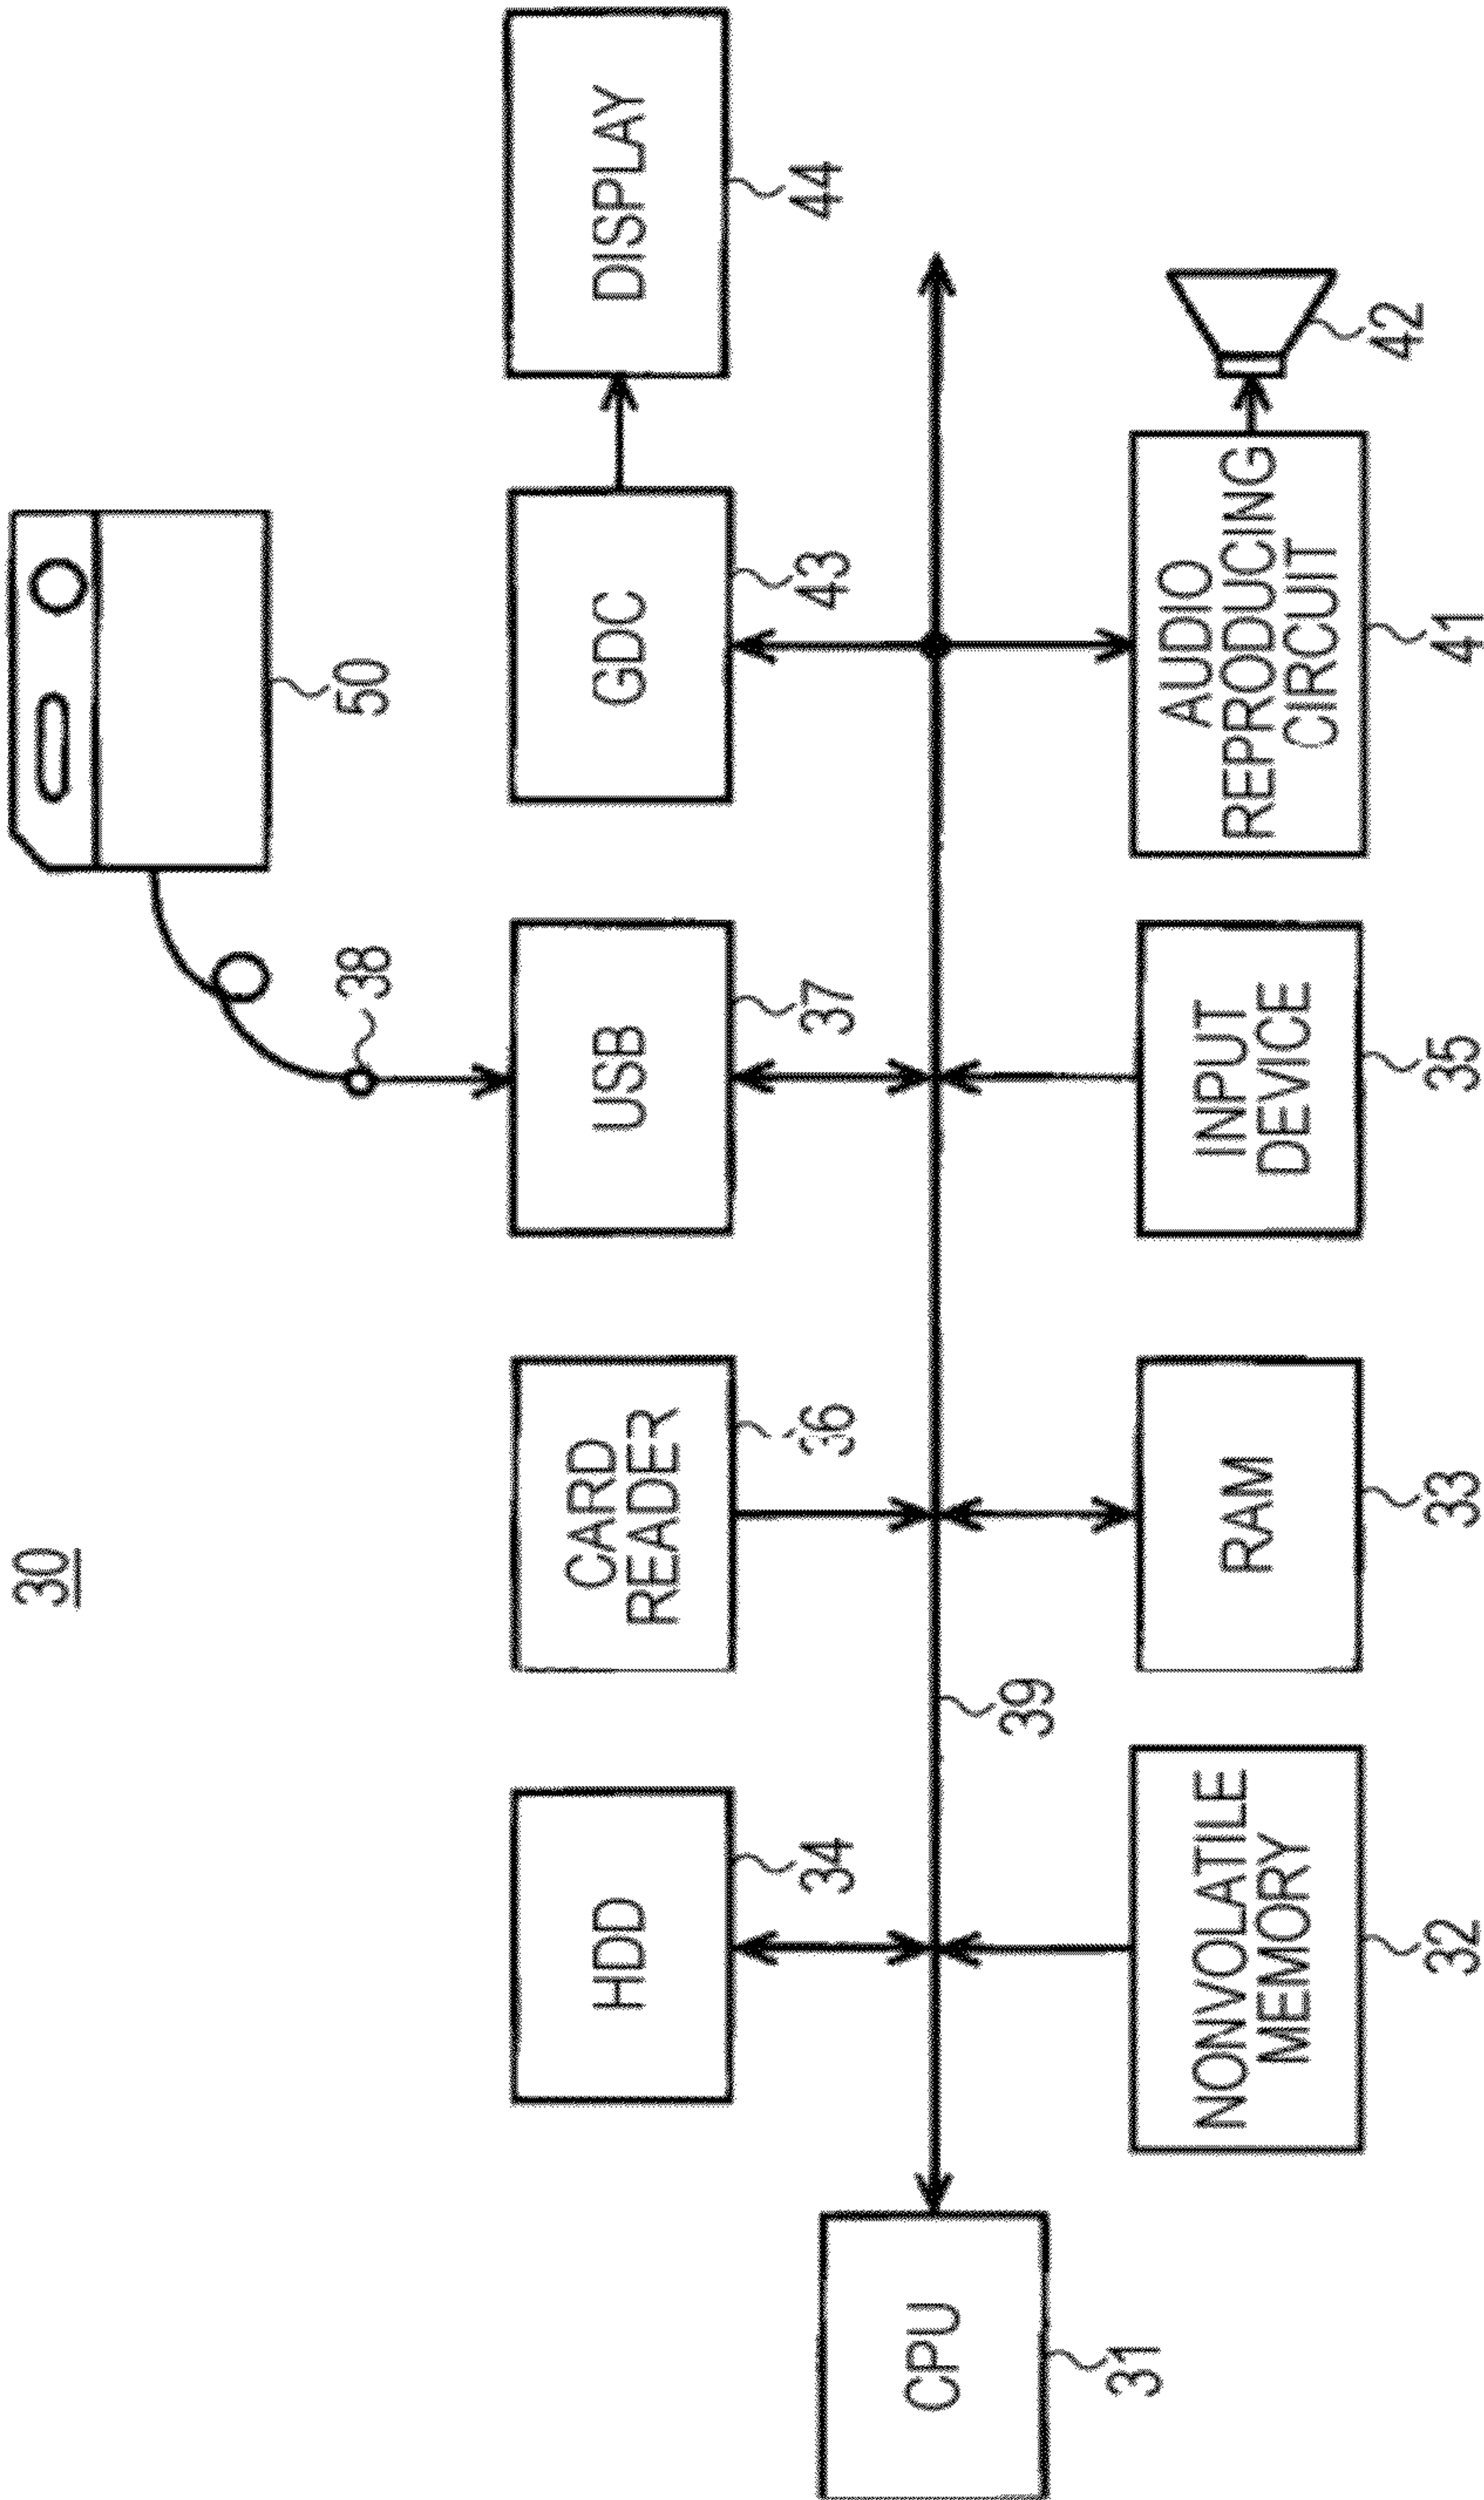 30
50
38
HDD
34
CARD
READER
36
USB
37
GDC
43
DISPLAY
44
CPU
31
39
NONVOLATILE
MEMORY
32
RAM
33
INPUT
DEVICE
35
AUDIO
REPRODUCING
CIRCUIT
41
42